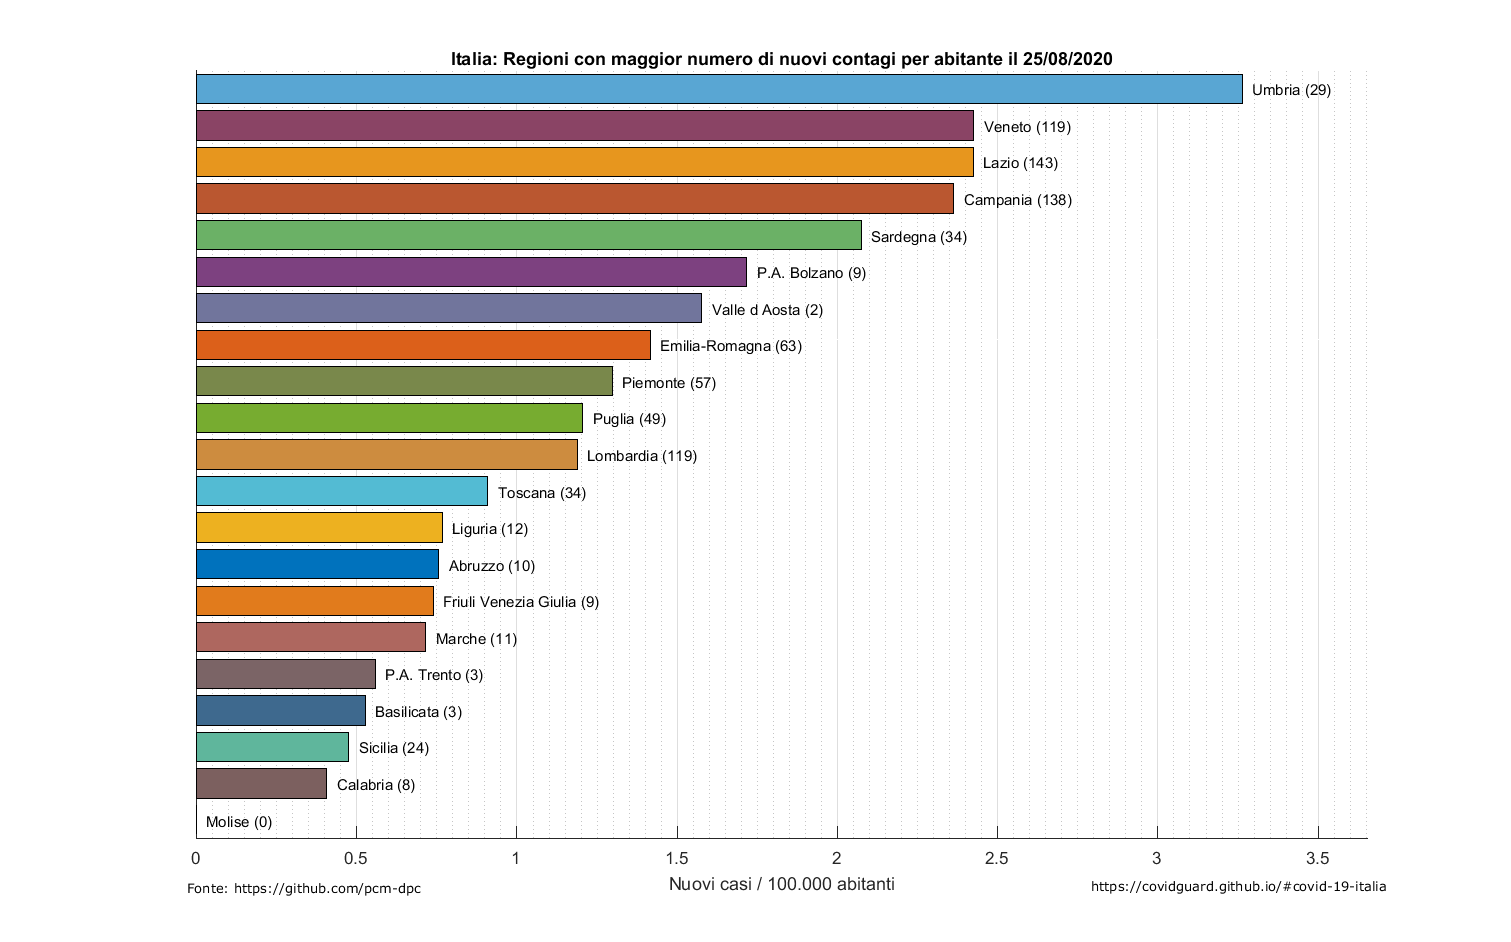 Italia: Regioni con maggior numero di nuovi contagi per abitante il 25/08/2020
Umbria (29)
Veneto (119)
Lazio (143)
Campania (138)
Sardegna (34)
P.A. Bolzano (9)
Valle d Aosta (2)
Emilia-Romagna (63)
Piemonte (57)
Puglia (49)
Lombardia (119)
Toscana (34)
Liguria (12)
Abruzzo (10)
Friuli Venezia Giulia (9)
Marche (11)
P.A. Trento (3)
Basilicata (3)
Sicilia (24)
Calabria (8)
Molise (0)
0 0.5 1 1.5 2 2.5 3 3.5
Nuovi casi / 100.000 abitanti
Fonte: https://github.com/pcm-dpc
https://covidguard.github.io/#covid-19-italia